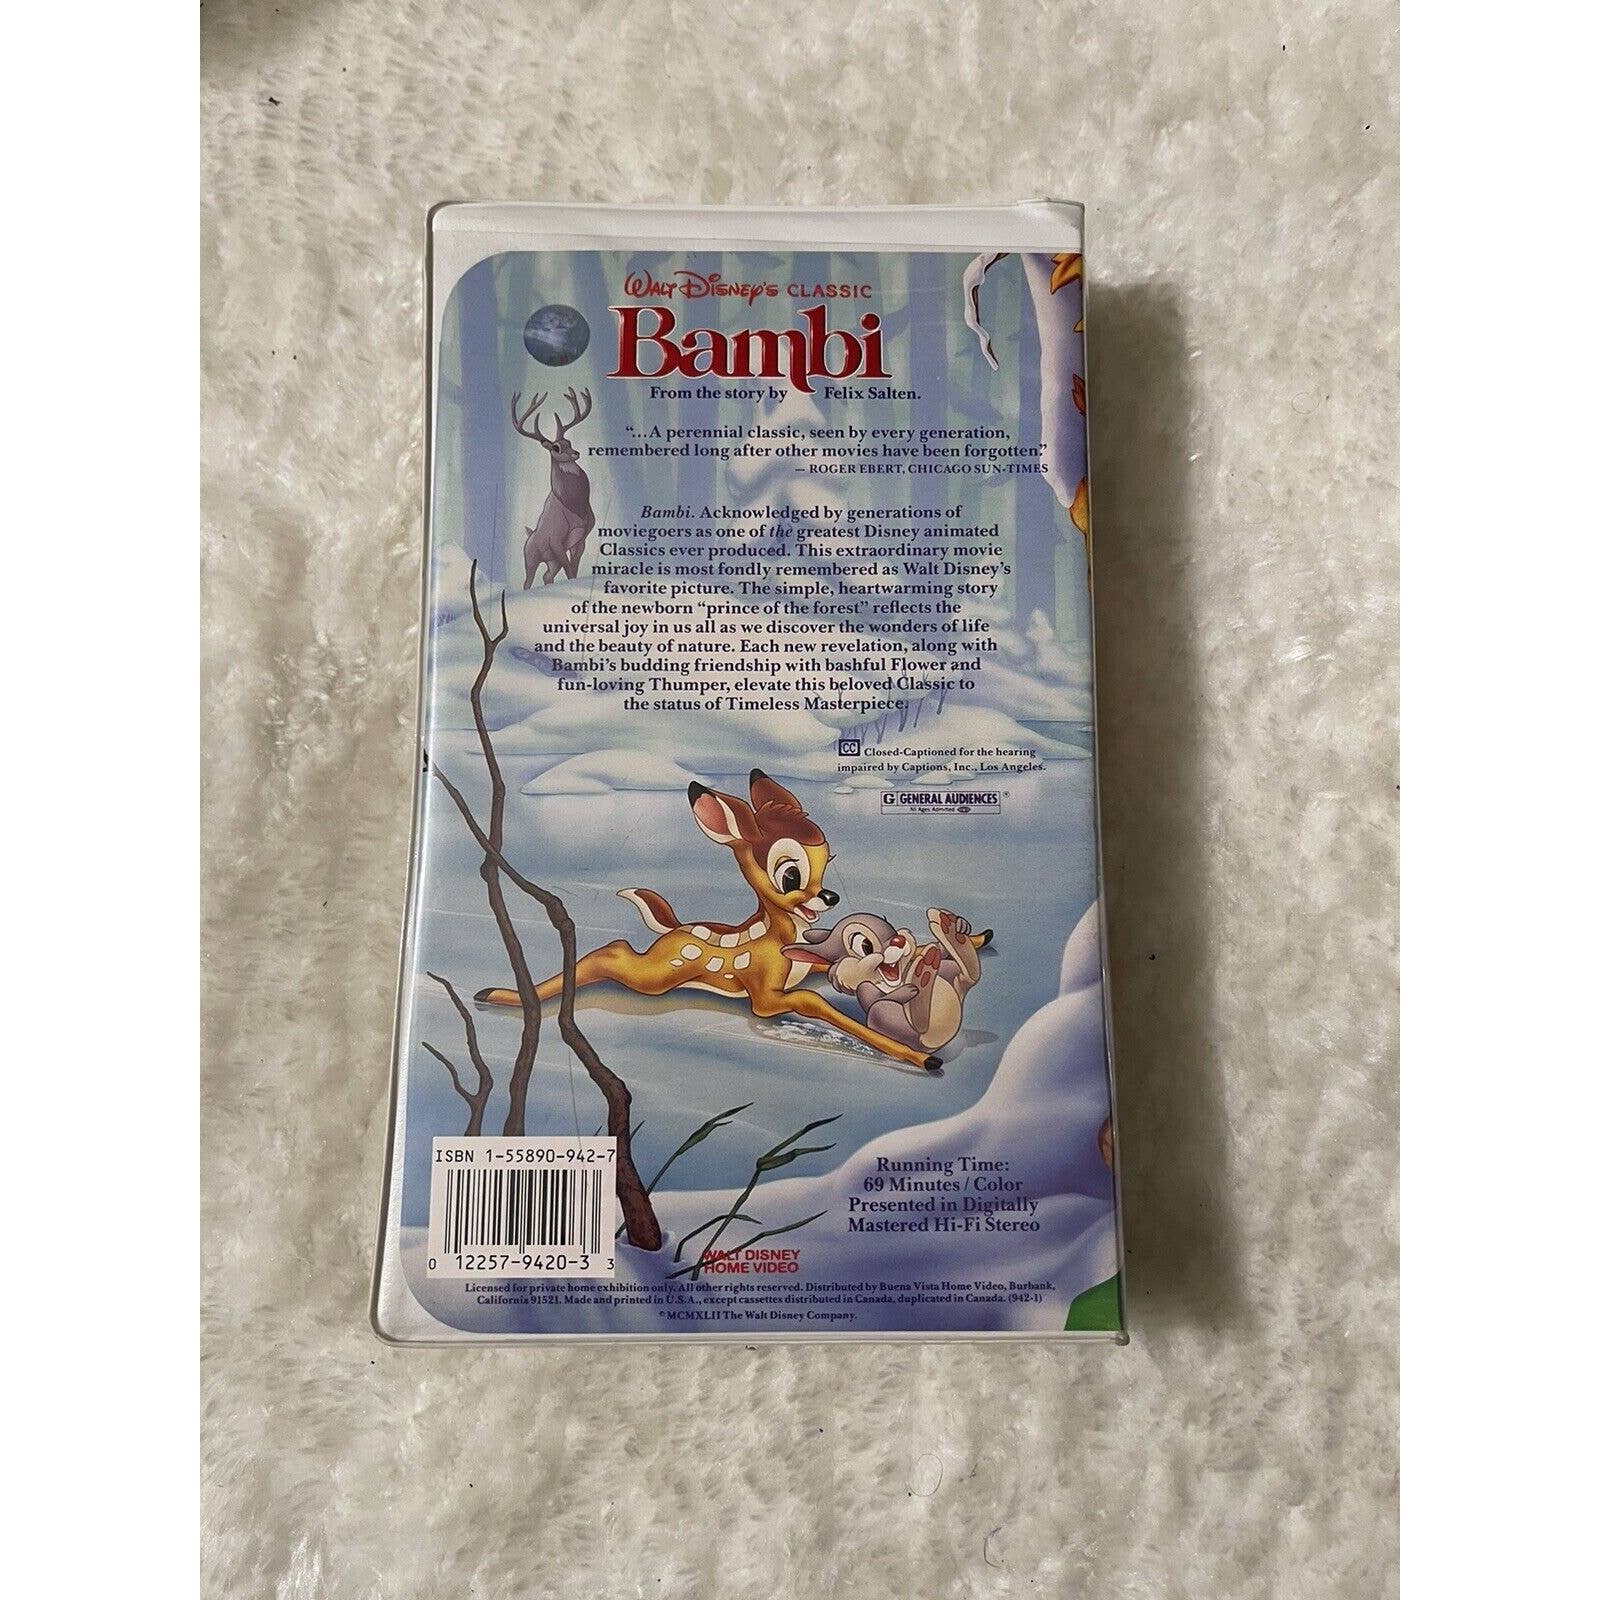 WALT DISNEY'S CLASSIC
Bambi
From the story by Felix Salten.
“...A perennial classic, seen by every generation,
remembered long after other movies have been forgotten.”
— ROGER EBERT, CHICAGO SUN-TIMES
Bambi. Acknowledged by generations of
moviegoers as one of the greatest Disney animated
Classics ever produced. This extraordinary movie
miracle is most fondly remembered as Walt Disney's
favorite picture. The simple, heartwarming story
of the newborn “prince of the forest” reflects the
universal joy in us all as we discover the wonders of life
and the beauty of nature. Each new revelation, along with
Bambi's budding friendship with bashful Flower and
fun-loving Thumper, elevate this beloved Classic to
the status of Timeless Masterpiece.
CC Closed-Captioned for the hearing
impaired by Captions, Inc., Los Angeles.
G GENERAL AUDIENCES ®
All Ages Admitted
ISBN 1-55890-942-7
0 12257-9420-3 3
Running Time:
69 Minutes / Color
Presented in Digitally
Mastered Hi-Fi Stereo
WALT DISNEY
HOME VIDEO
Licensed for private home exhibition only. All other rights reserved. Distributed by Buena Vista Home Video, Burbank,
California 91521. Made and printed in U.S.A., except cassettes distributed in Canada, duplicated in Canada. (942-1)
©MCMXLII The Walt Disney Company.